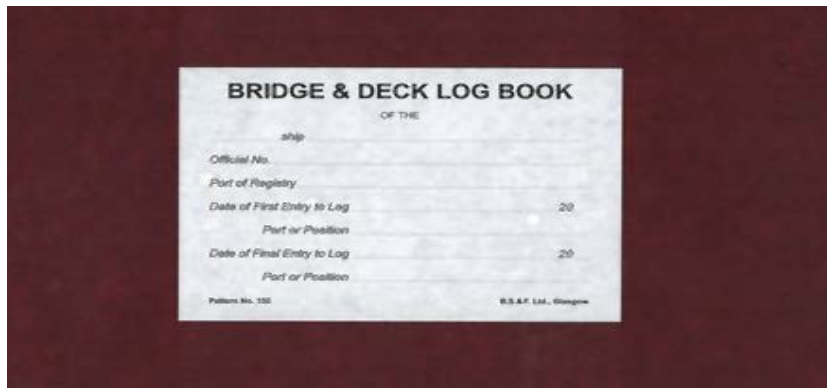 BRIDGE & DECK LOG BOOK
OF THE
ship
Official No.
Port of Registry
Date of First Entry to Log 20
Port or Position
Date of Final Entry to Log 20
Port or Position
Pattern No. 150 B.S.&F. Ltd., Glasgow